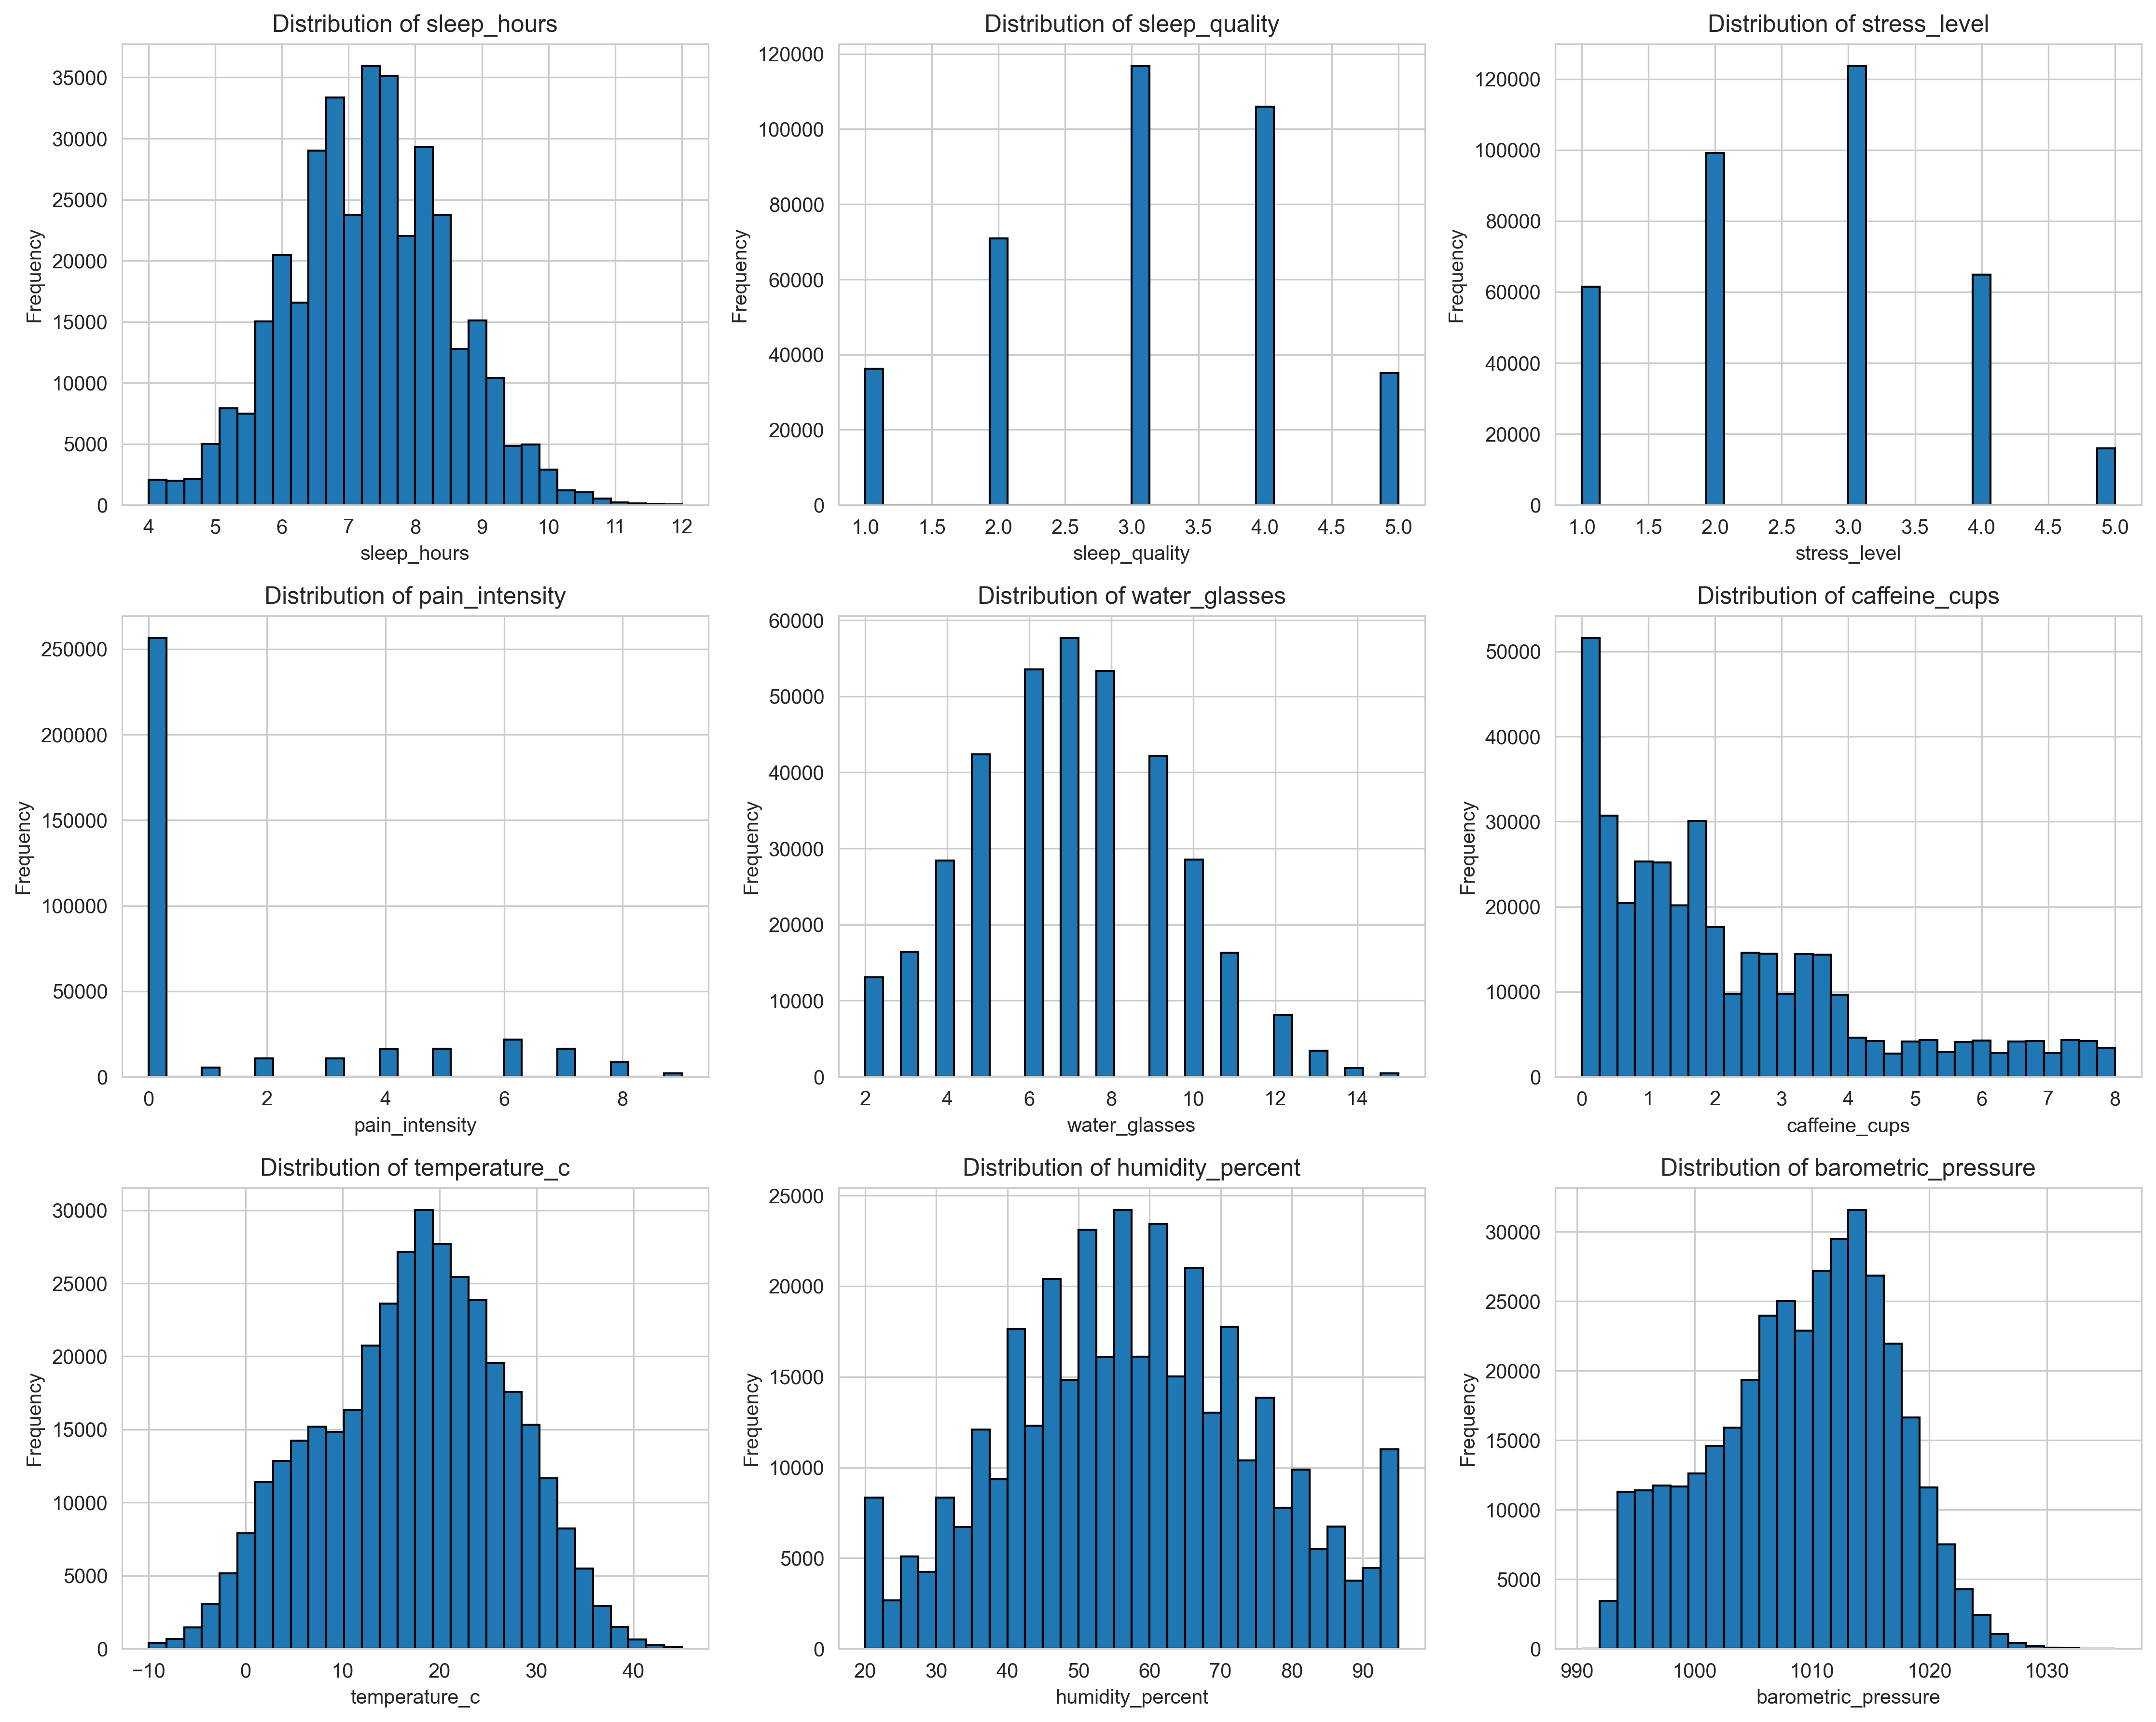 Distribution of sleep_hours
Frequency
35000
30000
25000
20000
15000
10000
5000
0
4 5 6 7 8 9 10 11 12
sleep_hours
Distribution of sleep_quality
Frequency
120000
100000
80000
60000
40000
20000
0
1.0 1.5 2.0 2.5 3.0 3.5 4.0 4.5 5.0
sleep_quality
Distribution of stress_level
Frequency
120000
100000
80000
60000
40000
20000
0
1.0 1.5 2.0 2.5 3.0 3.5 4.0 4.5 5.0
stress_level
Distribution of pain_intensity
Frequency
250000
200000
150000
100000
50000
0
0 2 4 6 8
pain_intensity
Distribution of water_glasses
Frequency
60000
50000
40000
30000
20000
10000
0
2 4 6 8 10 12 14
water_glasses
Distribution of caffeine_cups
Frequency
50000
40000
30000
20000
10000
0
0 1 2 3 4 5 6 7 8
caffeine_cups
Distribution of temperature_c
Frequency
30000
25000
20000
15000
10000
5000
0
−10 0 10 20 30 40
temperature_c
Distribution of humidity_percent
Frequency
25000
20000
15000
10000
5000
0
20 30 40 50 60 70 80 90
humidity_percent
Distribution of barometric_pressure
Frequency
30000
25000
20000
15000
10000
5000
0
990 1000 1010 1020 1030
barometric_pressure